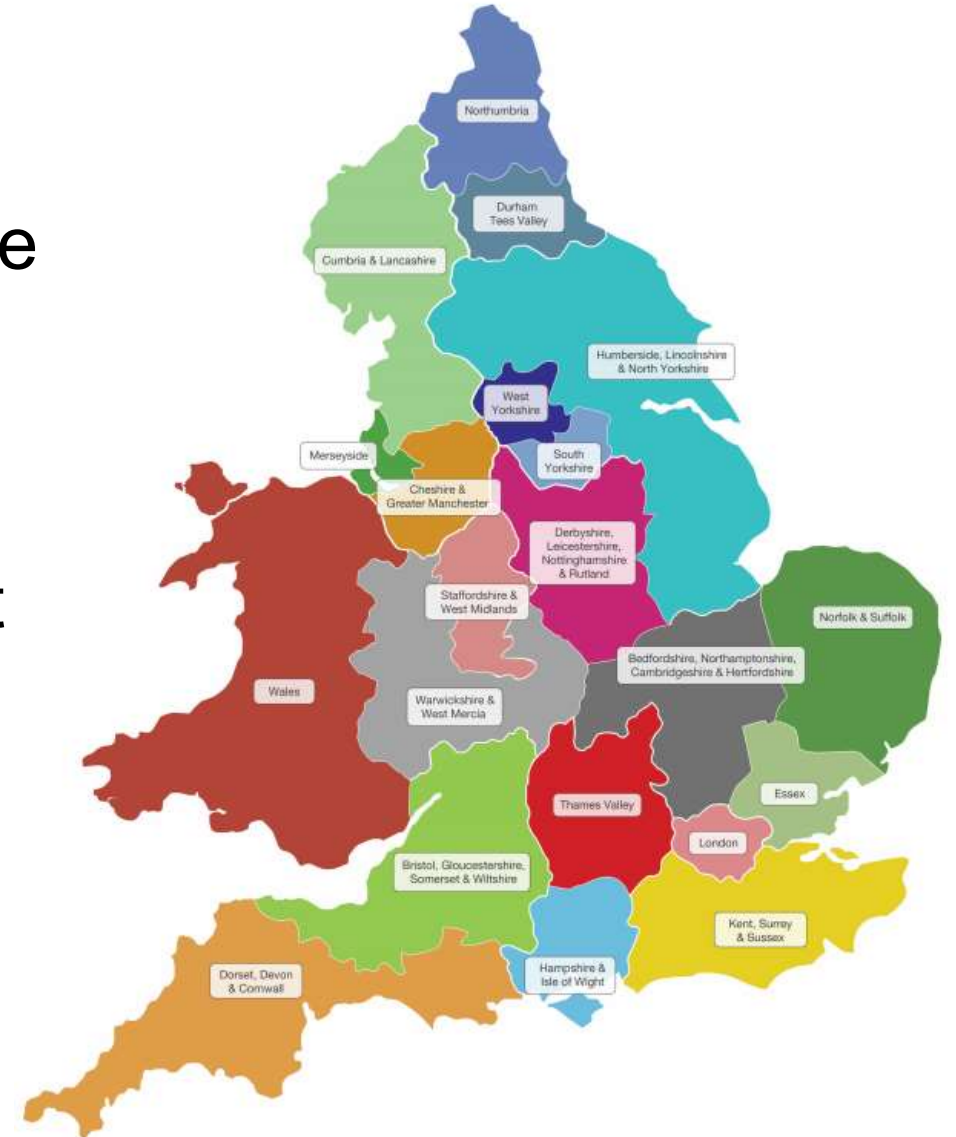 Northumbria
Durham
Tees Valley
e
Cumbria & Lancashire
Humberside, Lincolnshire
& North Yorkshire
West
Yorkshire
Merseyside
South
Yorkshire
Cheshire &
Greater Manchester
Derbyshire,
Leicestershire,
Nottinghamshire
& Rutland
Staffordshire &
West Midlands
t
Norfolk & Suffolk
Bedfordshire, Northamptonshire,
Cambridgeshire & Hertfordshire
Wales
Warwickshire &
West Mercia
Essex
Thames Valley
London
Bristol, Gloucestershire,
Somerset & Wiltshire
Kent, Surrey
& Sussex
Hampshire &
Isle of Wight
Dorset, Devon
& Cornwall